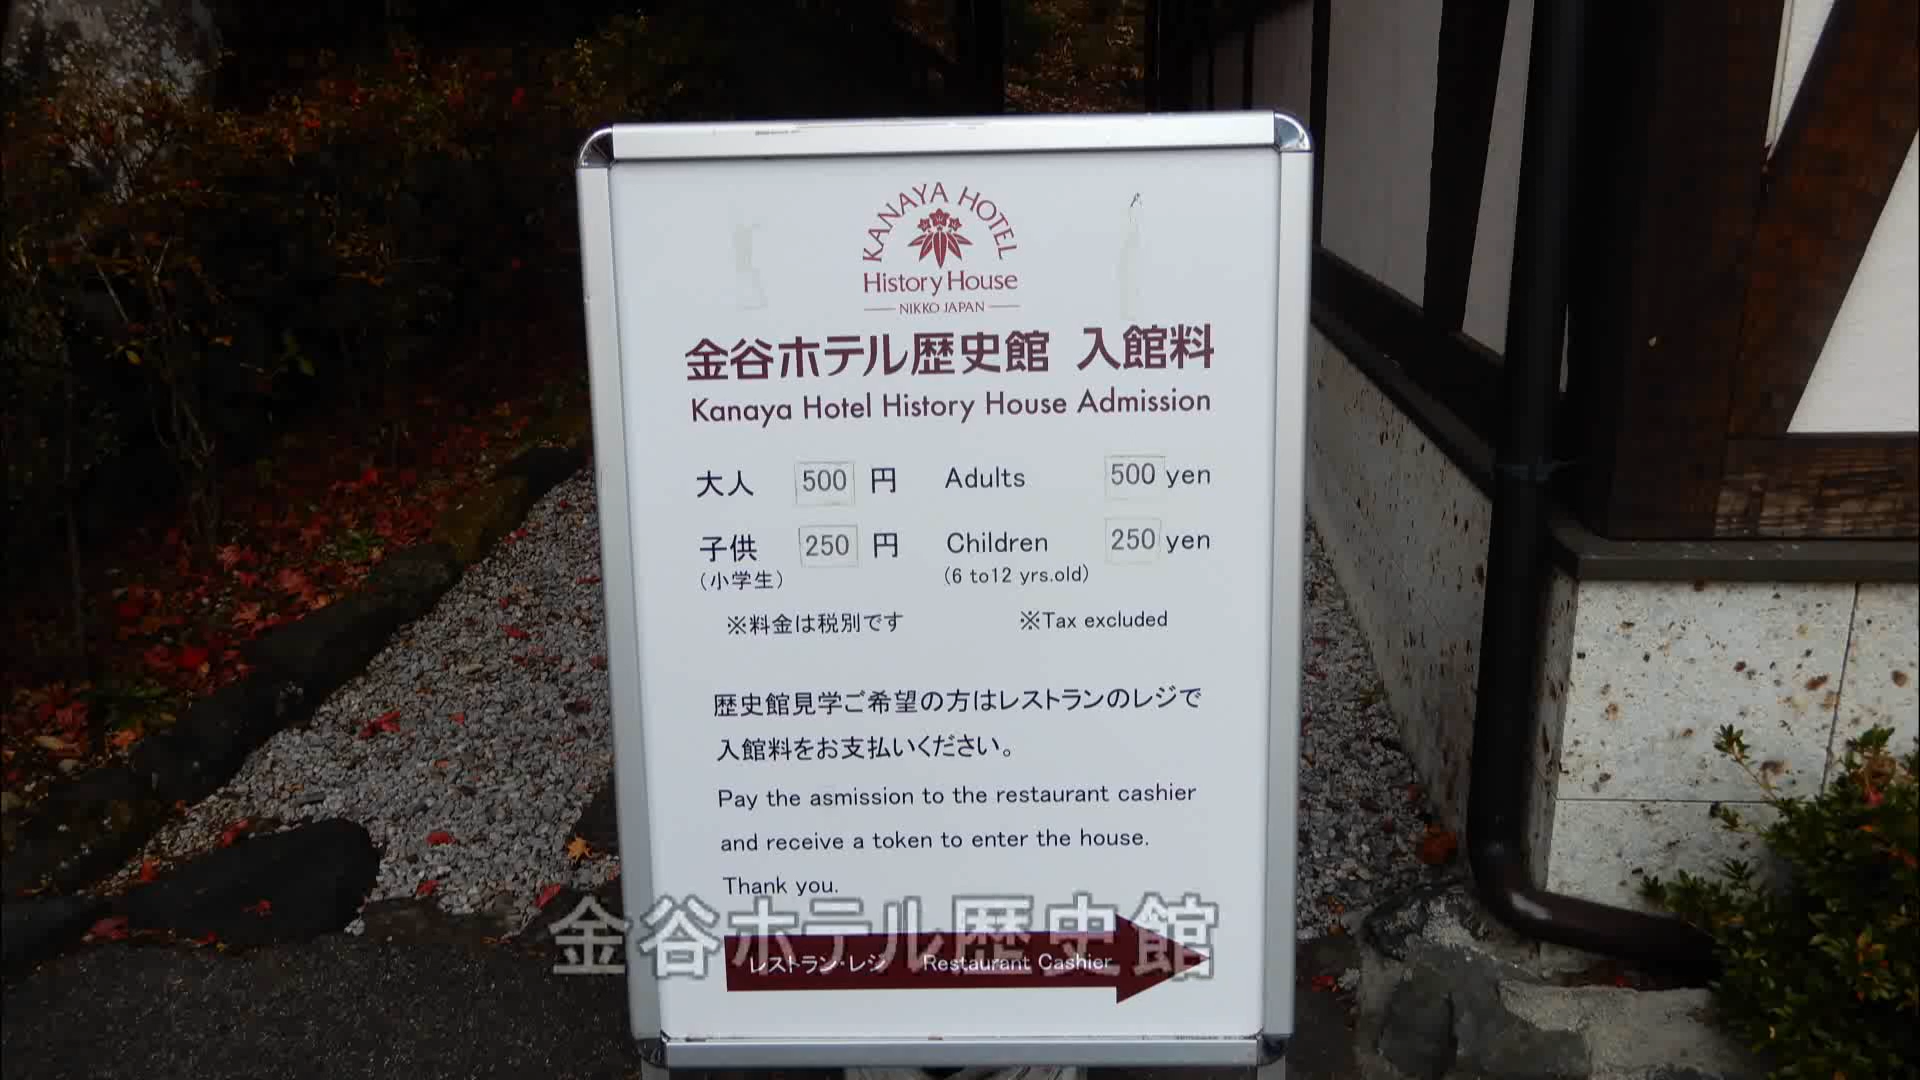 KANAYA HOTEL
History House
NIKKO JAPAN
金谷ホテル歴史館 入館料
Kanaya Hotel History House Admission
大人 500 円 Adults 500 yen
子供 250 円 Children 250 yen
(小学生) (6 to12 yrs.old)
※料金は税別です ※Tax excluded
歴史館見学ご希望の方はレストランのレジで
入館料をお支払いください。
Pay the asmission to the restaurant cashier
and receive a token to enter the house.
Thank you.
金谷ホテル歴史館
レストラン・レジ Restaurant Cashier